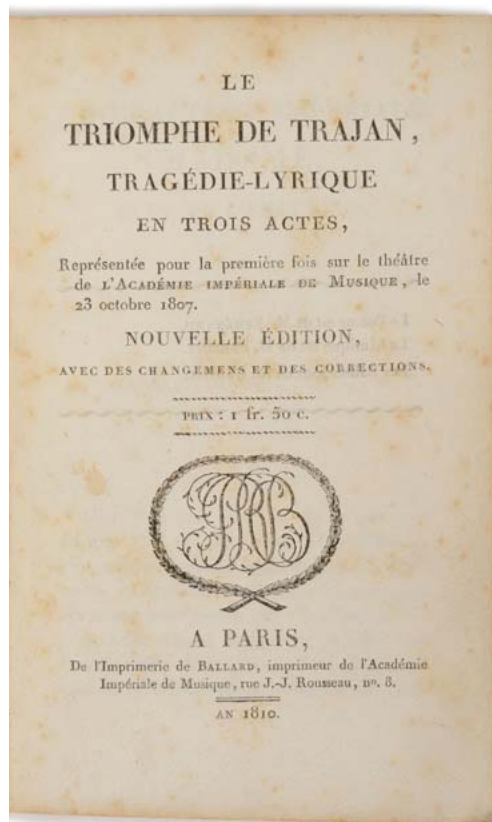 LE
TRIOMPHE DE TRAJAN,
TRAGÉDIE-LYRIQUE
EN TROIS ACTES,
Représentée pour la première fois sur le théâtre
de L'ACADÉMIE IMPÉRIALE DE MUSIQUE, le
23 octobre 1807.
NOUVELLE ÉDITION,
AVEC DES CHANGEMENS ET DES CORRECTIONS.
PRIX : 1 fr. 50 c.
A PARIS,
De l'Imprimerie de BALLARD, imprimeur de l'Académie
Impériale de Musique, rue J.-J. Rousseau, nº. 8.
AN 1810.